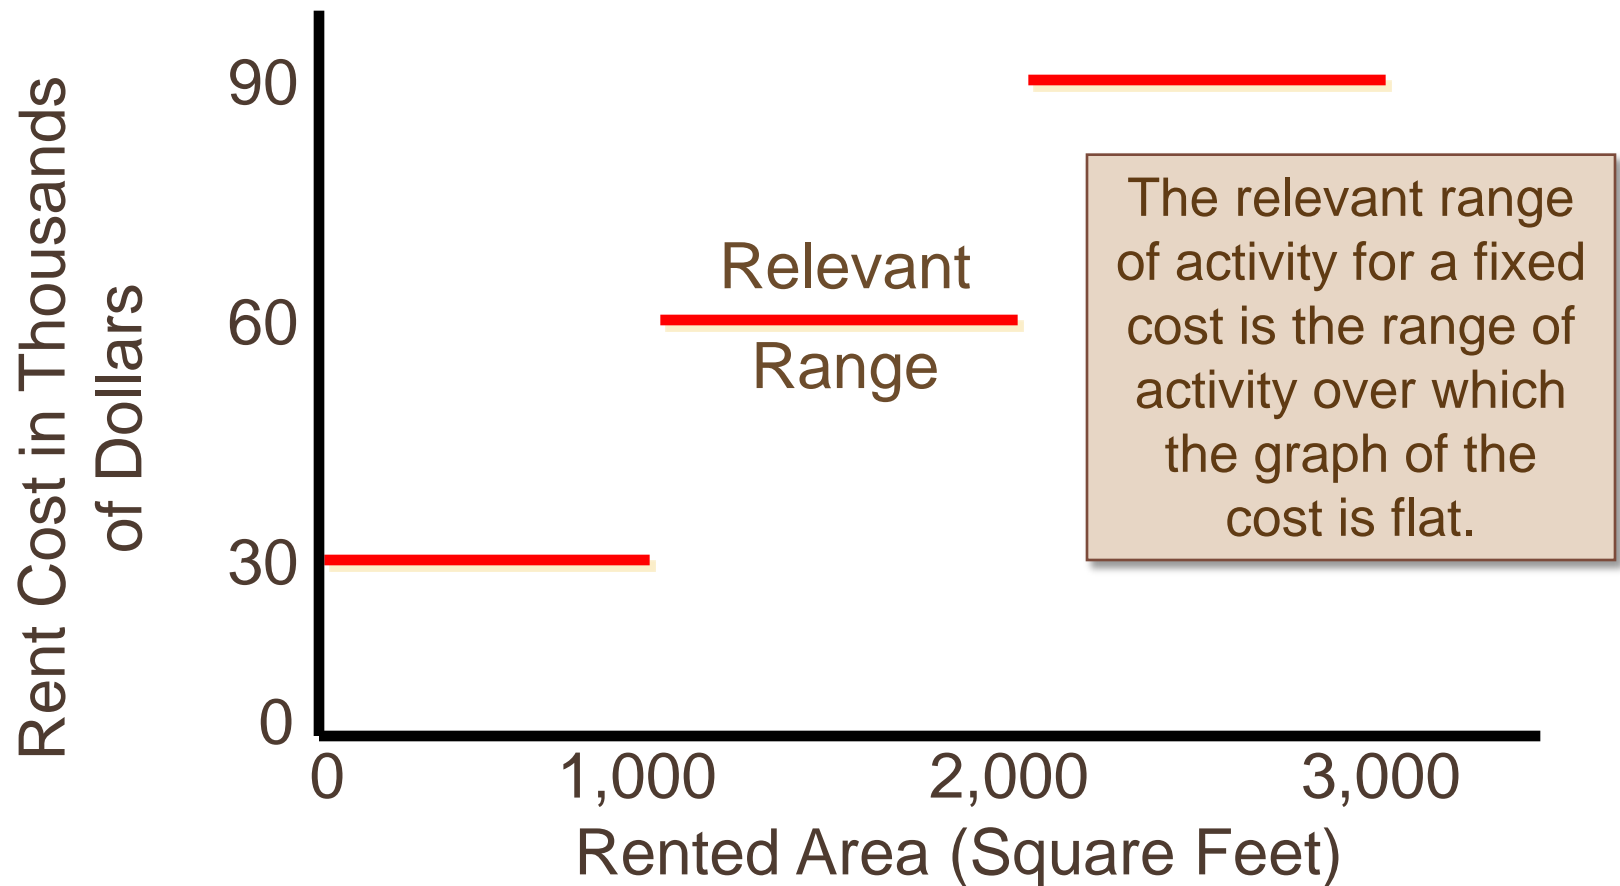 Rent Cost in Thousands
of Dollars
90
60
30
0
Relevant
Range
The relevant range
of activity for a fixed
cost is the range of
activity over which
the graph of the
cost is flat.
0 1,000 2,000 3,000
Rented Area (Square Feet)